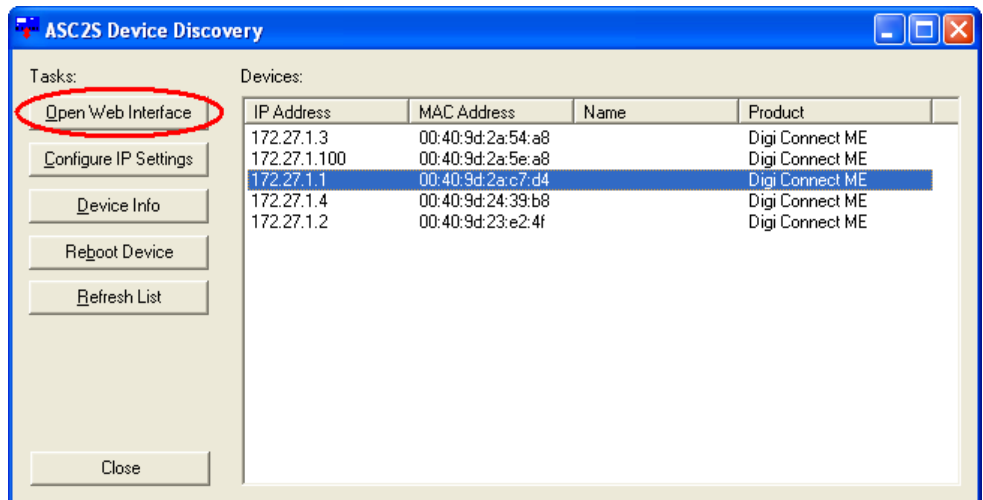 ASC2S Device Discovery
Tasks:
Devices:
Open Web Interface
Configure IP Settings
Device Info
Reboot Device
Refresh List
Close
IP Address MAC Address Name Product
172.27.1.3 00:40:9d:2a:54:a8 Digi Connect ME
172.27.1.100 00:40:9d:2a:5e:a8 Digi Connect ME
172.27.1.1 00:40:9d:2a:c7:d4 Digi Connect ME
172.27.1.4 00:40:9d:24:39:b8 Digi Connect ME
172.27.1.2 00:40:9d:23:e2:4f Digi Connect ME